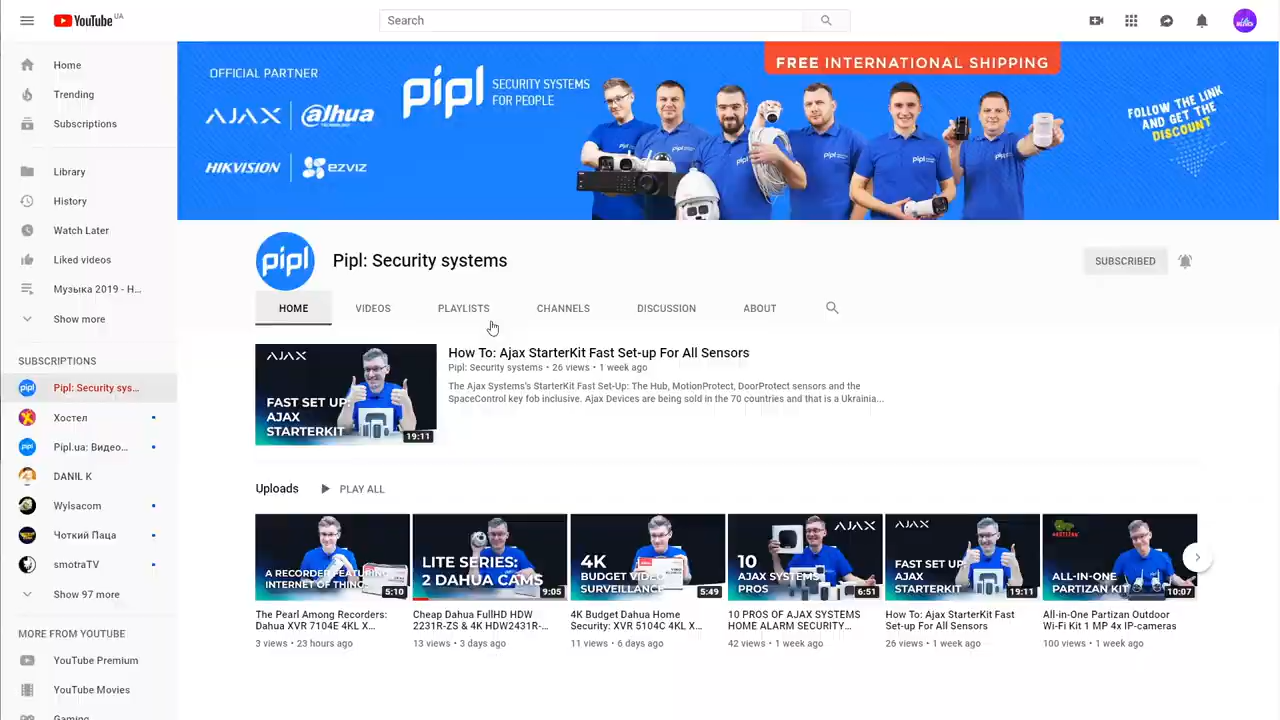 YouTube UA
Search
Home
Trending
Subscriptions
Library
History
Watch Later
Liked videos
Музыка 2019 - Н...
Show more
SUBSCRIPTIONS
Pipl: Security sys...
Хостел
Pipl.ua: Видео...
DANIL K
Wylsacom
Чоткий Паца
smotraTV
Show 97 more
MORE FROM YOUTUBE
YouTube Premium
YouTube Movies
Gaming
OFFICIAL PARTNER
AJAX
alhua
TECHNOLOGY
HIKVISION
ezviz
pipl
SECURITY SYSTEMS
FOR PEOPLE
FREE INTERNATIONAL SHIPPING
FOLLOW THE LINK
AND GET THE
DISCOUNT
pipl
Pipl: Security systems
SUBSCRIBED
HOME
VIDEOS
PLAYLISTS
CHANNELS
DISCUSSION
ABOUT
AJAX
FAST SET UP:
AJAX
STARTERKIT
19:11
How To: Ajax StarterKit Fast Set-up For All Sensors
Pipl: Security systems • 26 views • 1 week ago
The Ajax Systems's StarterKit Fast Set-Up: The Hub, MotionProtect, DoorProtect sensors and the
SpaceControl key fob inclusive. Ajax Devices are being sold in the 70 countries and that is a Ukrainia...
Uploads
PLAY ALL
A RECORDER FEATURING
INTERNET OF THING
5:10
The Pearl Among Recorders:
Dahua XVR 7104E 4KL X...
3 views • 23 hours ago
LITE SERIES:
2 DAHUA CAMS
9:05
Cheap Dahua FullHD HDW
2231R-ZS & 4K HDW2431R-...
13 views • 3 days ago
4K
BUDGET VIDEO
SURVEILLANCE
5:49
4K Budget Dahua Home
Security: XVR 5104C 4KL X...
11 views • 6 days ago
AJAX
10
AJAX SYSTEMS
PROS
6:51
10 PROS OF AJAX SYSTEMS
HOME ALARM SECURITY...
42 views • 1 week ago
AJAX
FAST SET UP:
AJAX
STARTERKIT
19:11
How To: Ajax StarterKit Fast
Set-up For All Sensors
26 views • 1 week ago
PARTIZAN
ALL-IN-ONE
PARTIZAN KIT
10:07
All-in-One Partizan Outdoor
Wi-Fi Kit 1 MP 4x IP-cameras
100 views • 1 week ago